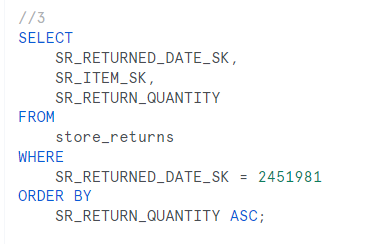 //3
SELECT
SR_RETURNED_DATE_SK,
SR_ITEM_SK,
SR_RETURN_QUANTITY
FROM
store_returns
WHERE
SR_RETURNED_DATE_SK = 2451981
ORDER BY
SR_RETURN_QUANTITY ASC;